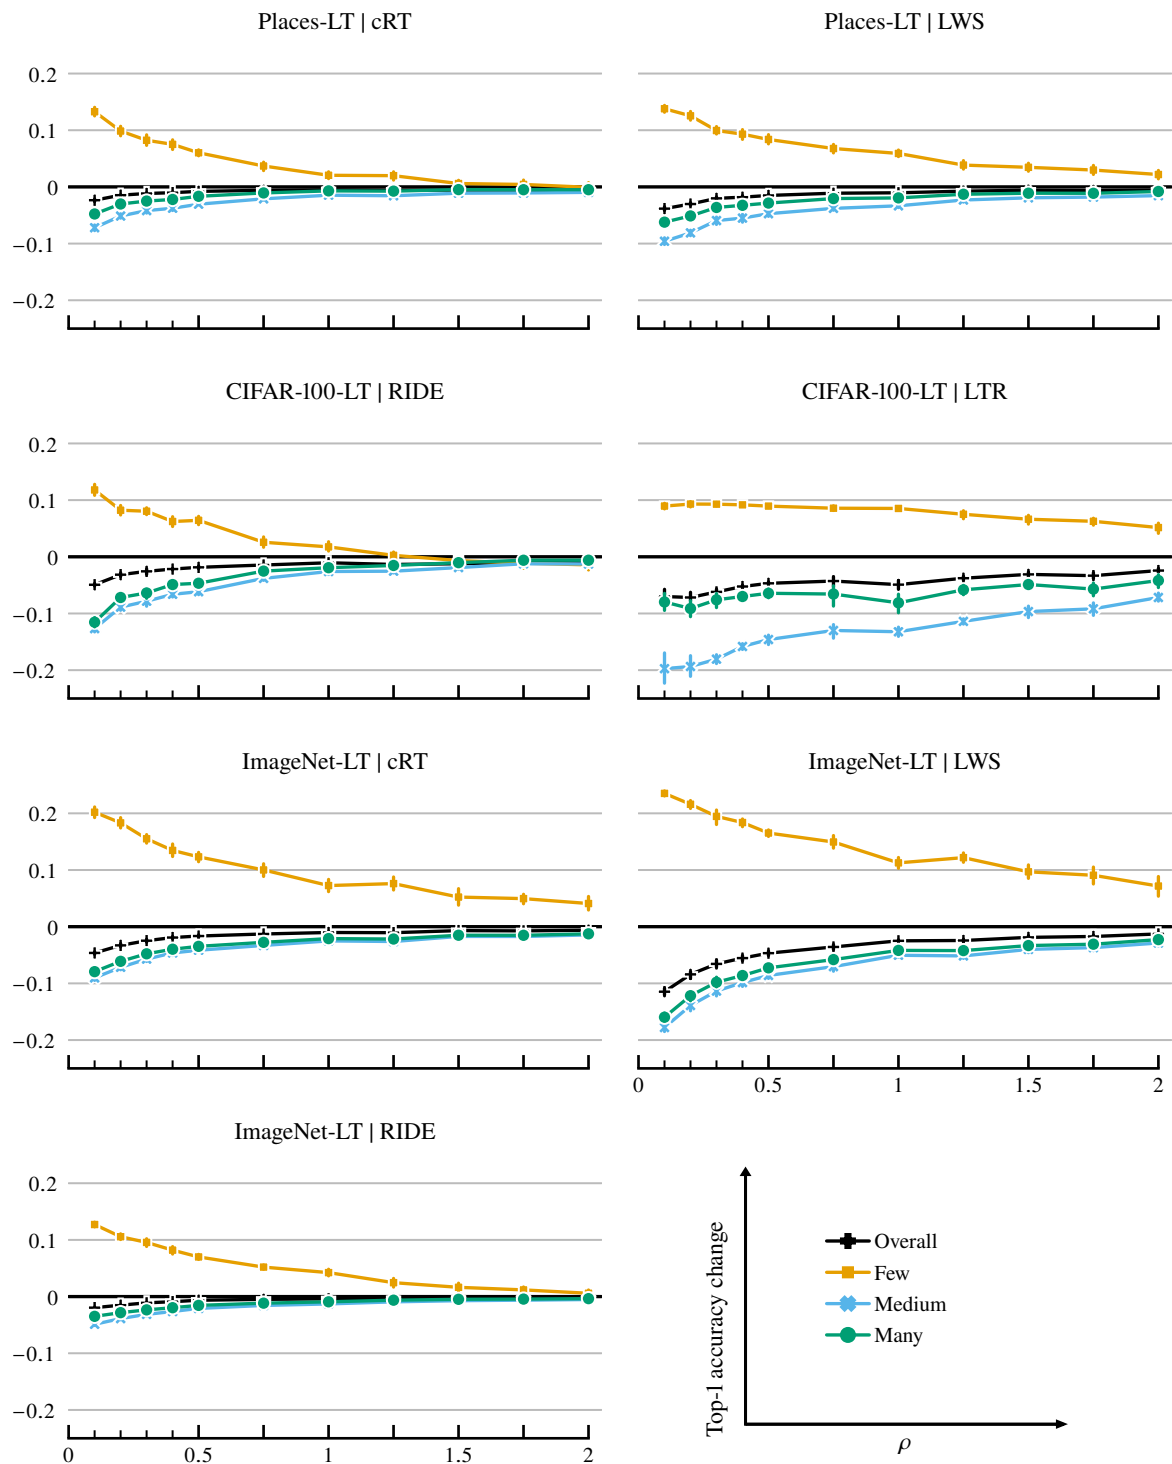 Places-LT | cRT
Places-LT | LWS
0.2
0.1
0
−0.1
−0.2
CIFAR-100-LT | RIDE
CIFAR-100-LT | LTR
0.2
0.1
0
−0.1
−0.2
ImageNet-LT | cRT
ImageNet-LT | LWS
0.2
0.1
0
−0.1
−0.2
0 0.5 1 1.5 2
ImageNet-LT | RIDE
0.2
0.1
0
−0.1
−0.2
0 0.5 1 1.5 2
Top-1 accuracy change
Overall
Few
Medium
Many
ρ